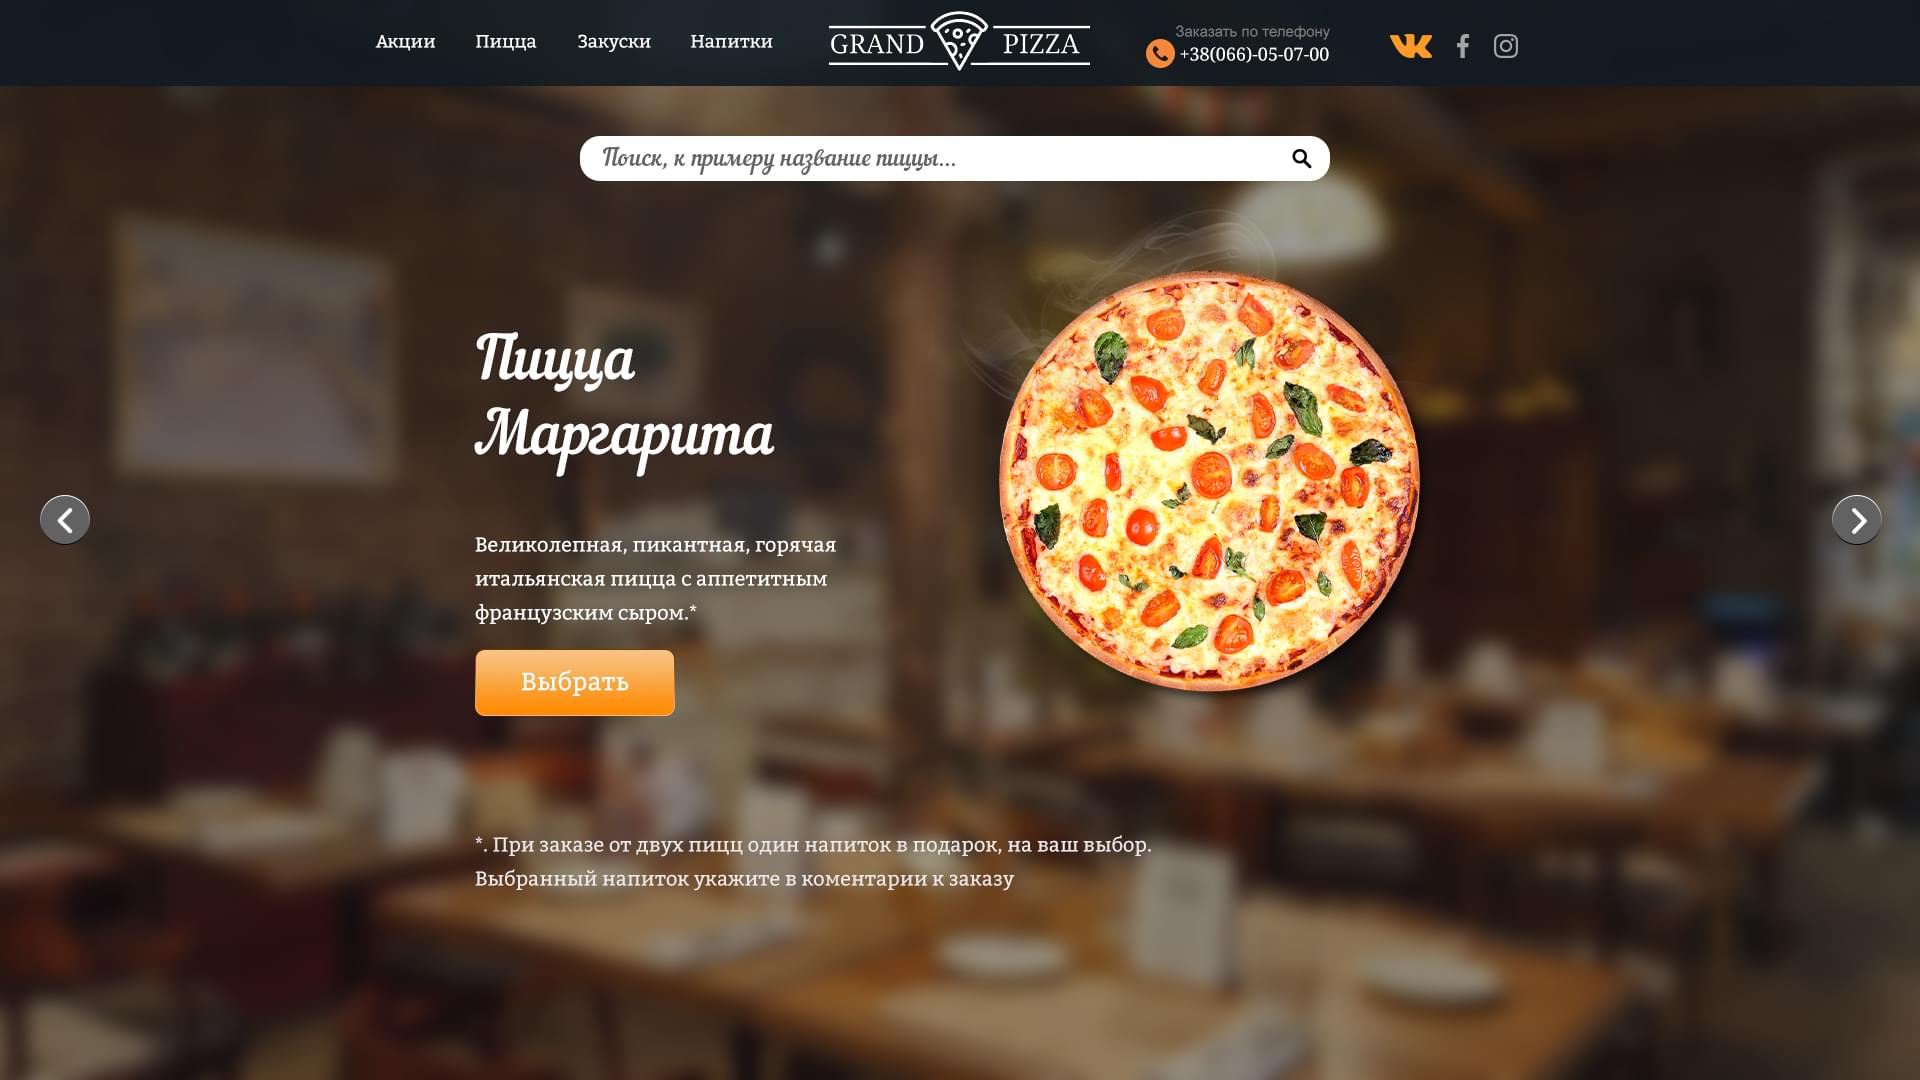 Акции Пицца Закуски Напитки
GRAND PIZZA
Заказать по телефону
+38(066)-05-07-00
Поиск, к примеру название пиццы...
Пицца
Маргарита
Великолепная, пикантная, горячая
итальянская пицца с аппетитным
французским сыром.*
Выбрать
*. При заказе от двух пицц один напиток в подарок, на ваш выбор.
Выбранный напиток укажите в коментарии к заказу